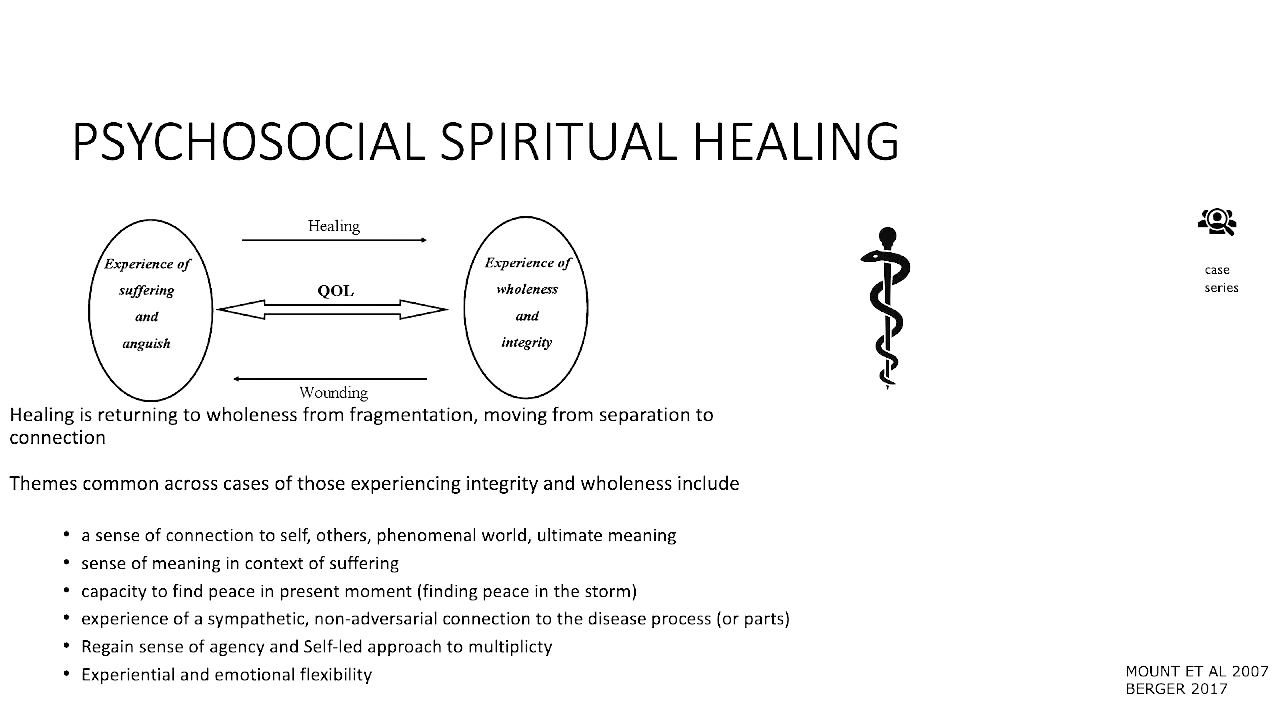 PSYCHOSOCIAL SPIRITUAL HEALING
Experience of
suffering
and
anguish
Healing
QOL
Wounding
Experience of
wholeness
and
integrity
case
series
Healing is returning to wholeness from fragmentation, moving from separation to
connection
Themes common across cases of those experiencing integrity and wholeness include
• a sense of connection to self, others, phenomenal world, ultimate meaning
• sense of meaning in context of suffering
• capacity to find peace in present moment (finding peace in the storm)
• experience of a sympathetic, non-adversarial connection to the disease process (or parts)
• Regain sense of agency and Self-led approach to multiplicty
• Experiential and emotional flexibility
MOUNT ET AL 2007
BERGER 2017